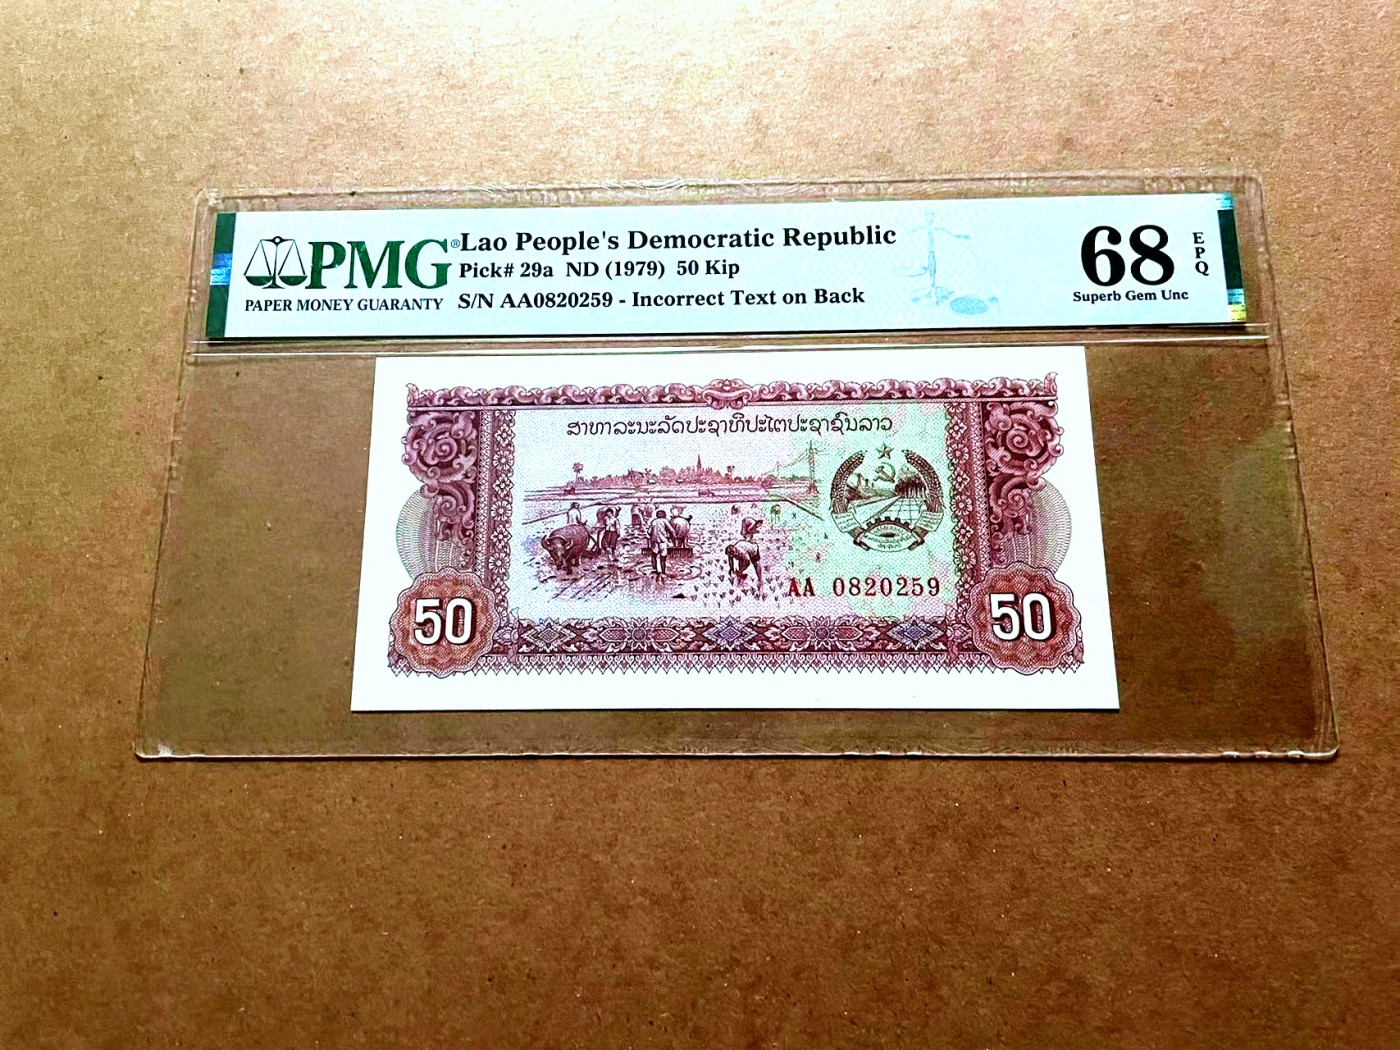 PMG® Lao People's Democratic Republic
Pick# 29a ND (1979) 50 Kip
PAPER MONEY GUARANTY S/N AA0820259 - Incorrect Text on Back
68 EPQ
Superb Gem Unc
ສາທາລະນະລັດປະຊາທິປະໄຕປະຊາຊົນລາວ
AA 0820259
50 50